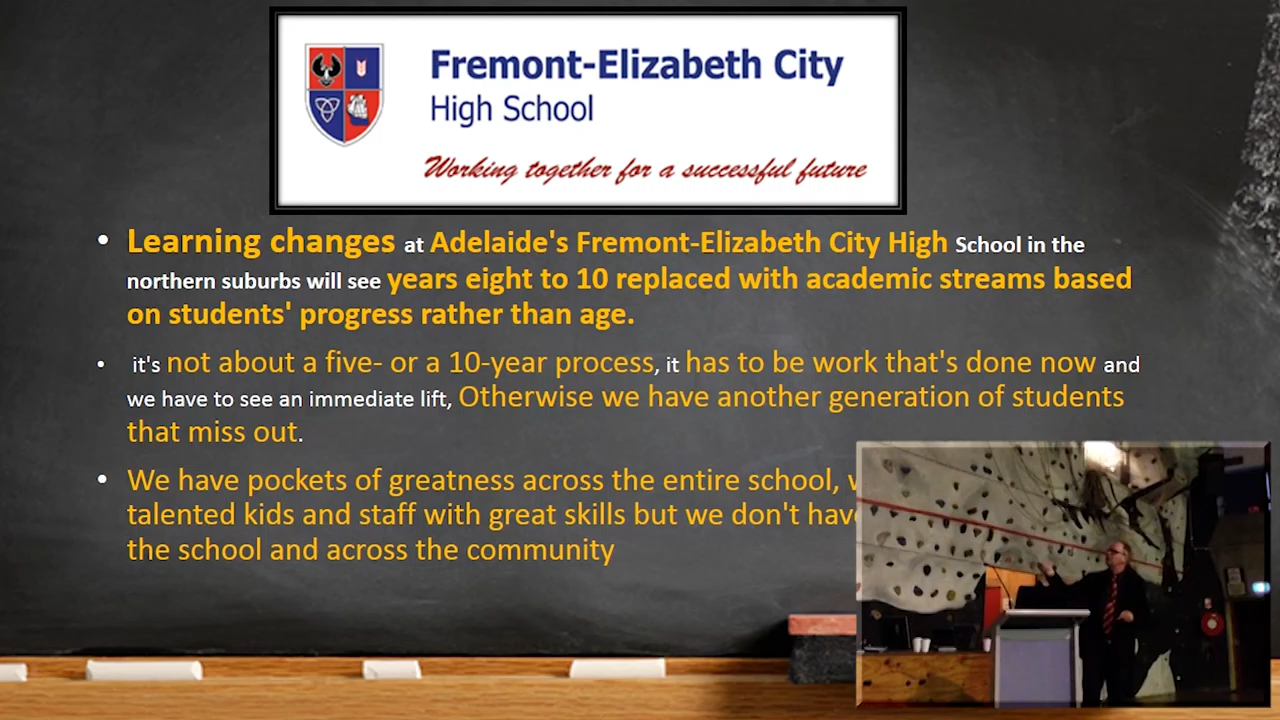 Fremont-Elizabeth City
High School
Working together for a successful future
• Learning changes at Adelaide's Fremont-Elizabeth City High School in the
northern suburbs will see years eight to 10 replaced with academic streams based
on students' progress rather than age.
• it's not about a five- or a 10-year process, it has to be work that's done now and
we have to see an immediate lift, Otherwise we have another generation of students
that miss out.
• We have pockets of greatness across the entire school,
talented kids and staff with great skills but we don't have
the school and across the community